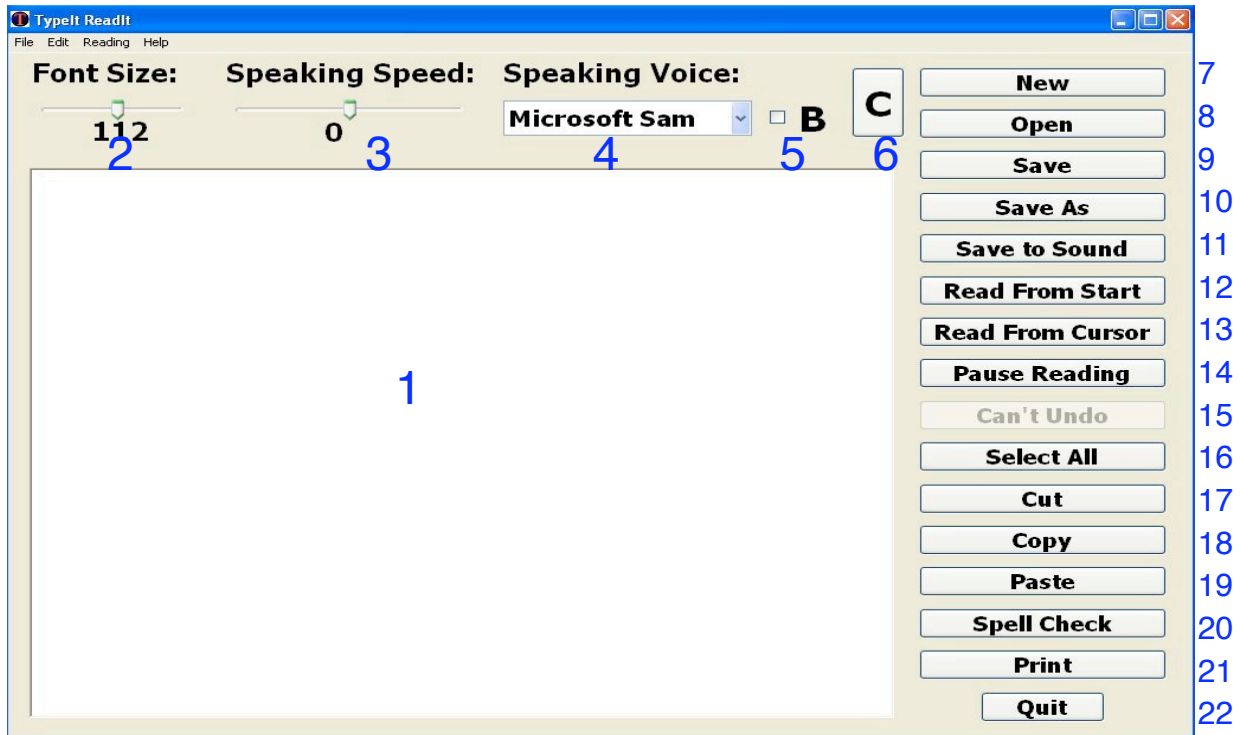 TypeIt ReadIt
File Edit Reading Help
Font Size: Speaking Speed: Speaking Voice:
112 0 Microsoft Sam B C
2 3 4 5 6
1
New 7
Open 8
Save 9
Save As 10
Save to Sound 11
Read From Start 12
Read From Cursor 13
Pause Reading 14
Can't Undo 15
Select All 16
Cut 17
Copy 18
Paste 19
Spell Check 20
Print 21
Quit 22